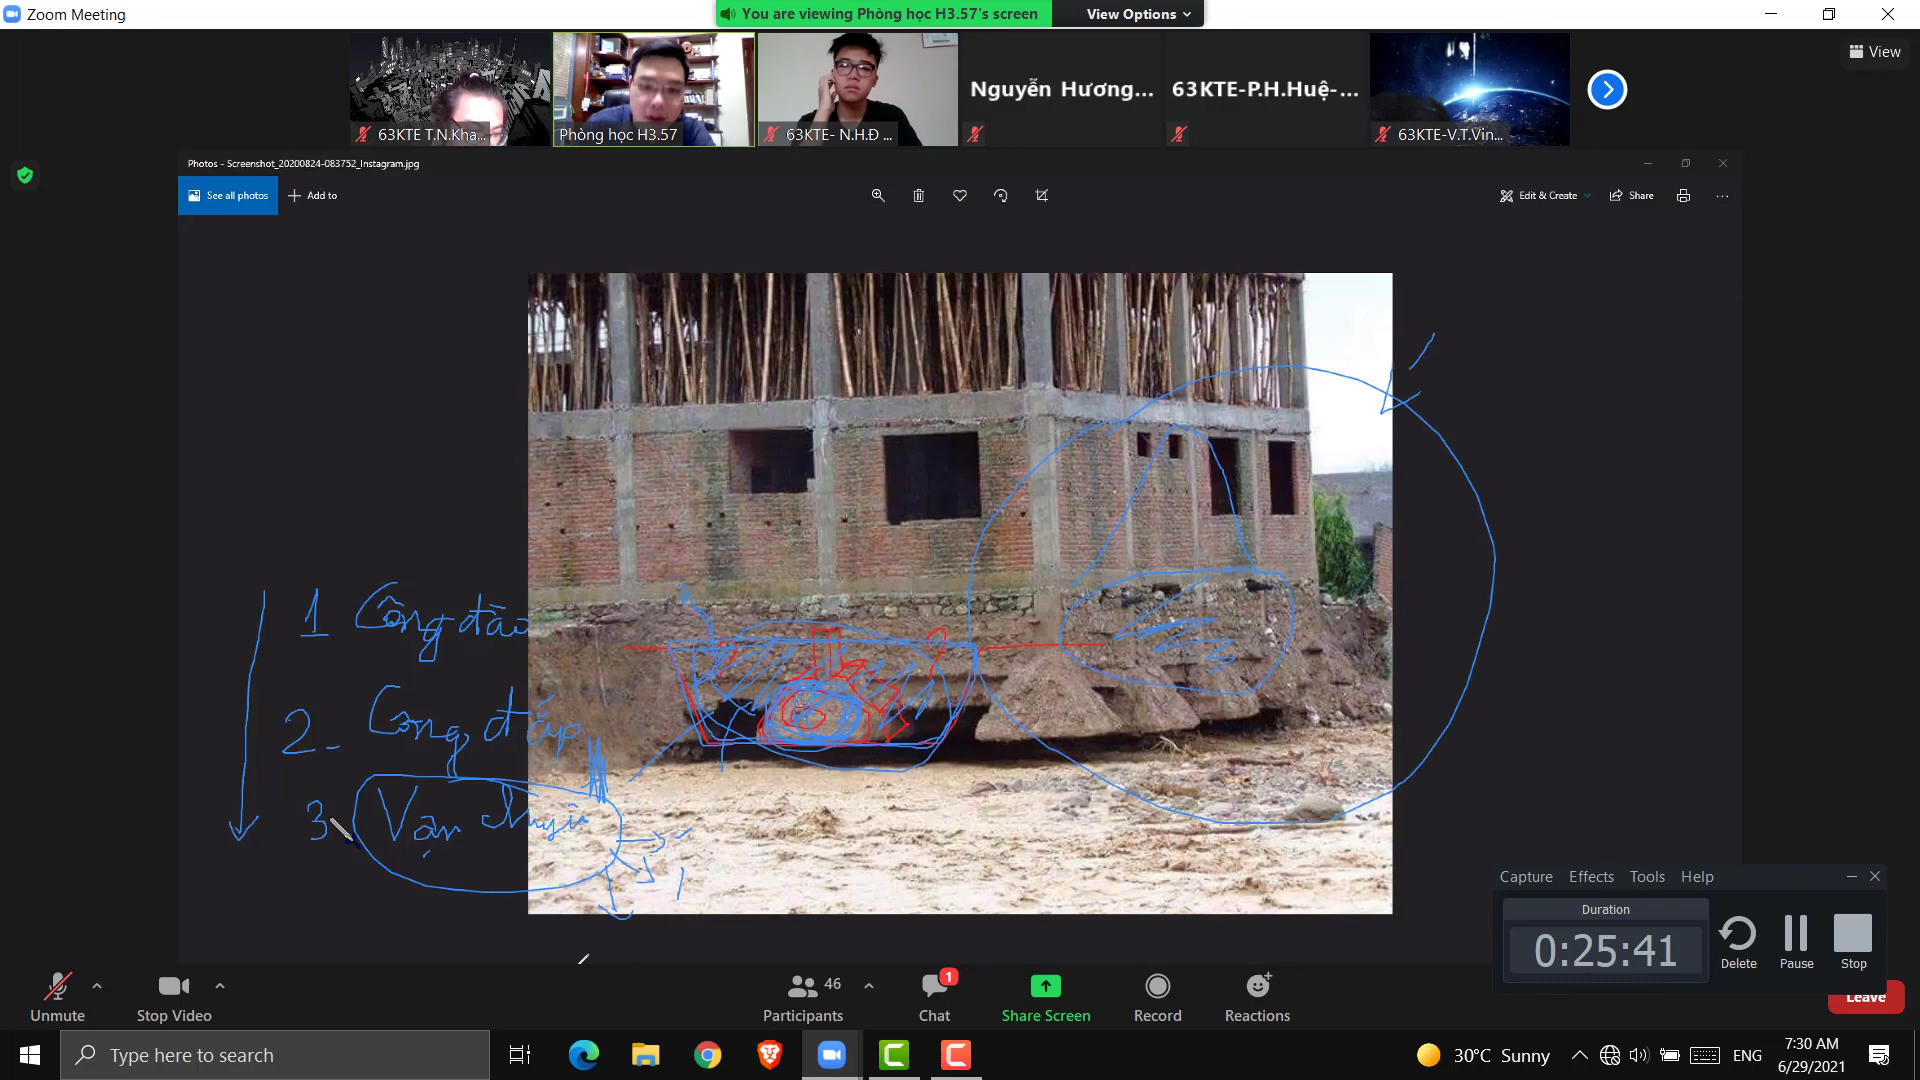 Zoom Meeting
You are viewing Phòng học H3.57's screen
View Options
View
63KTE T.N.Kha...
Phòng học H3.57
63KTE- N.H.Đ ...
Nguyễn Hương...
63KTE-P.H.Huệ-...
63KTE-V.T.Vin...
Photos - Screenshot_20200824-083752_Instagram.jpg
See all photos
Add to
Edit & Create
Share
1 Công đào
2- Công đắp
3 Vận chuyển
Capture
Effects
Tools
Help
Duration
0:25:41
Delete
Pause
Stop
Unmute
Stop Video
46
Participants
1
Chat
Share Screen
Record
Reactions
Leave
Type here to search
30°C Sunny
ENG
7:30 AM
6/29/2021